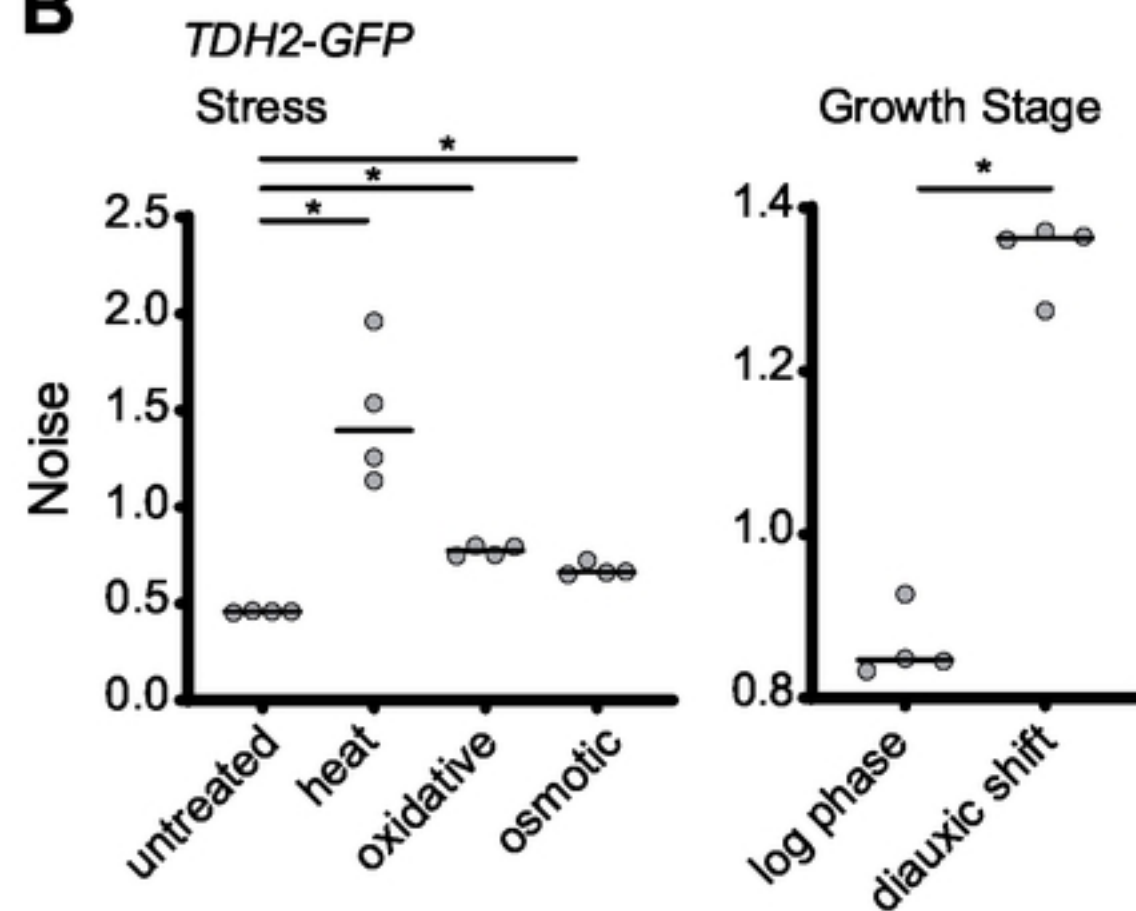 B
TDH2-GFP
Stress
*
*
*
2.5
2.0
1.5
1.0
0.5
0.0
Noise
untreated
heat
oxidative
osmotic
Growth Stage
*
1.4
1.2
1.0
0.8
log phase
diauxic shift